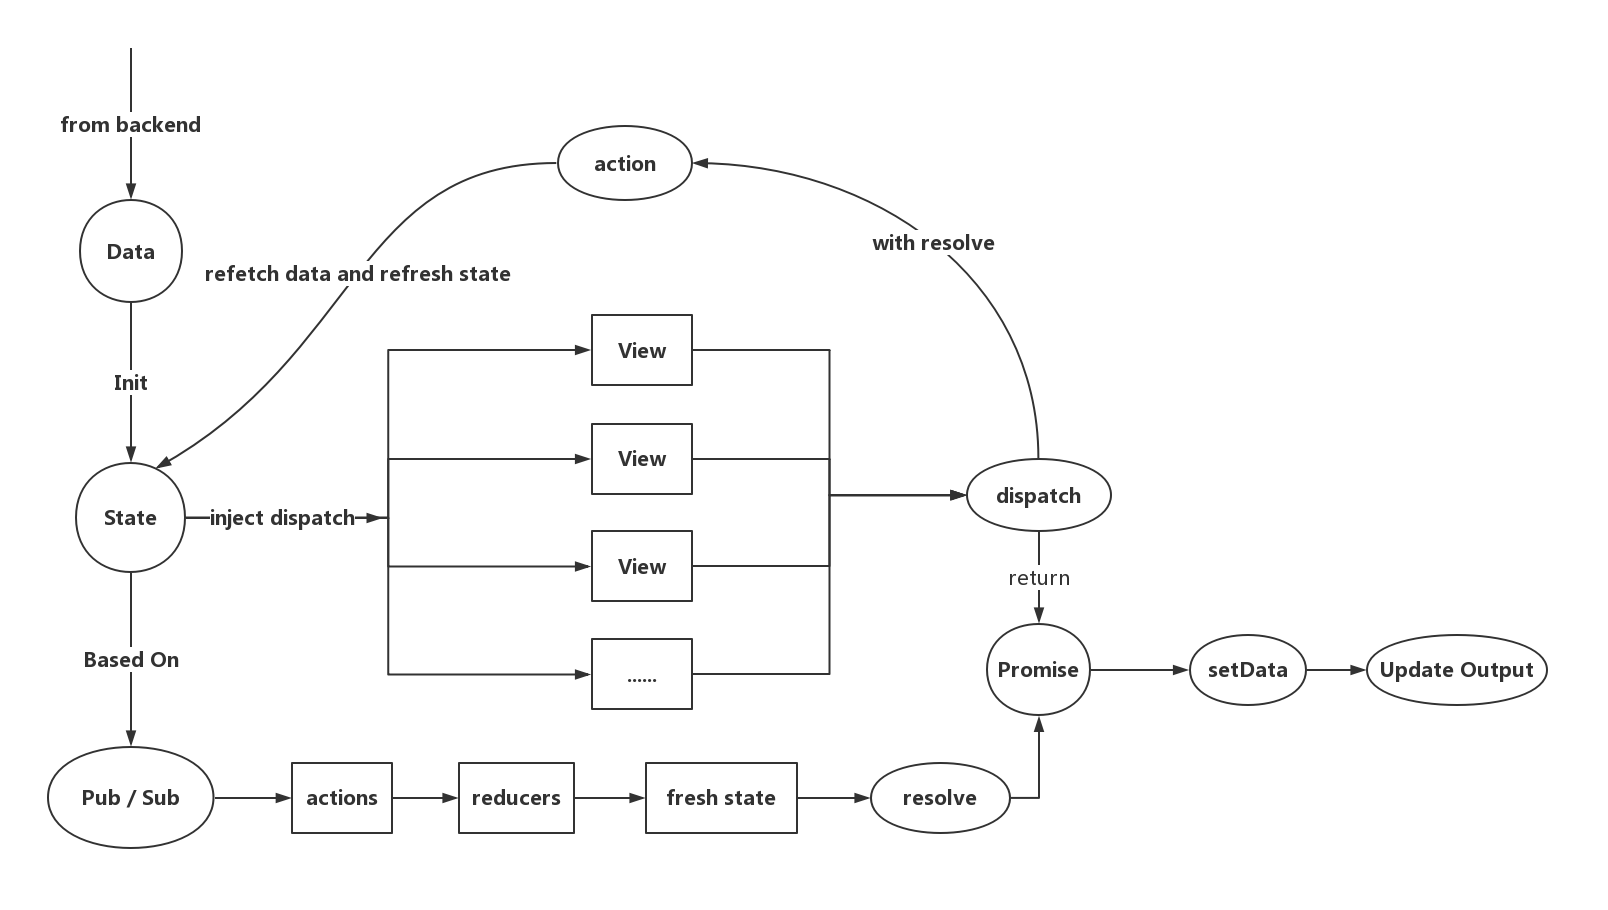 from backend
action
with resolve
Data
refetch data and refresh state
View
Init
View
dispatch
State
inject dispatch
View
return
Based On
......
Promise
setData
Update Output
Pub / Sub
actions
reducers
fresh state
resolve